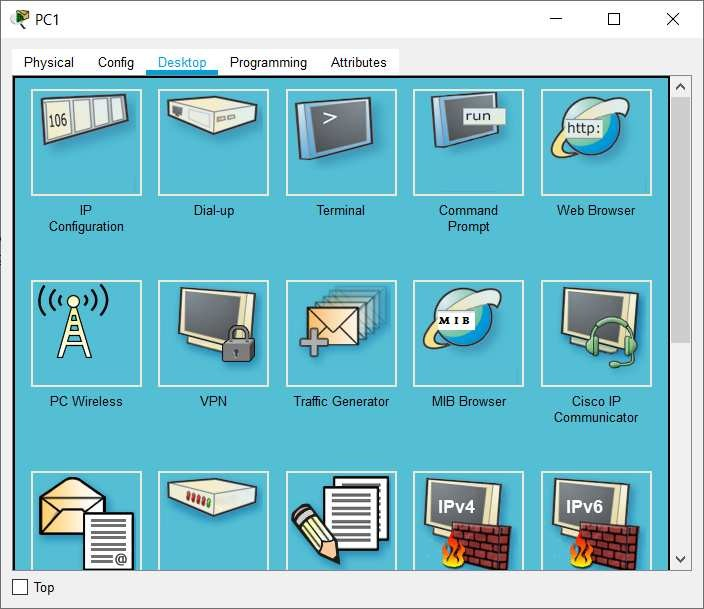 PC1
Physical Config Desktop Programming Attributes
106
>
run
http:
IP
Configuration
Dial-up
Terminal
Command
Prompt
Web Browser
MIB
PC Wireless
VPN
Traffic Generator
MIB Browser
Cisco IP
Communicator
@
IPv4
IPv6
Top